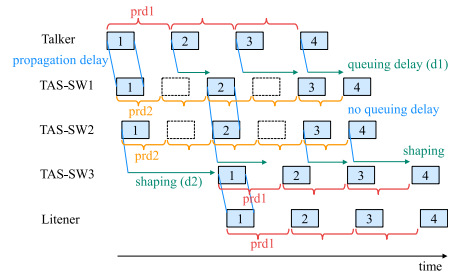 prd1
Talker 1 2 3 4
propagation delay queuing delay (d1)
TAS-SW1 1 2 3 4
prd2 no queuing delay
TAS-SW2 1 2 3 4
prd2 shaping
TAS-SW3 1 2 3 4
shaping (d2) prd1
Litener 1 2 3 4
prd1
time